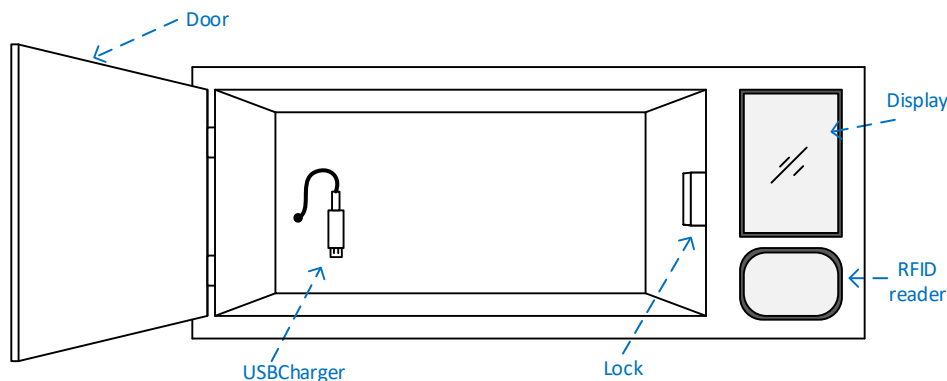 Door
Display
RFID
reader
Lock
USBCharger